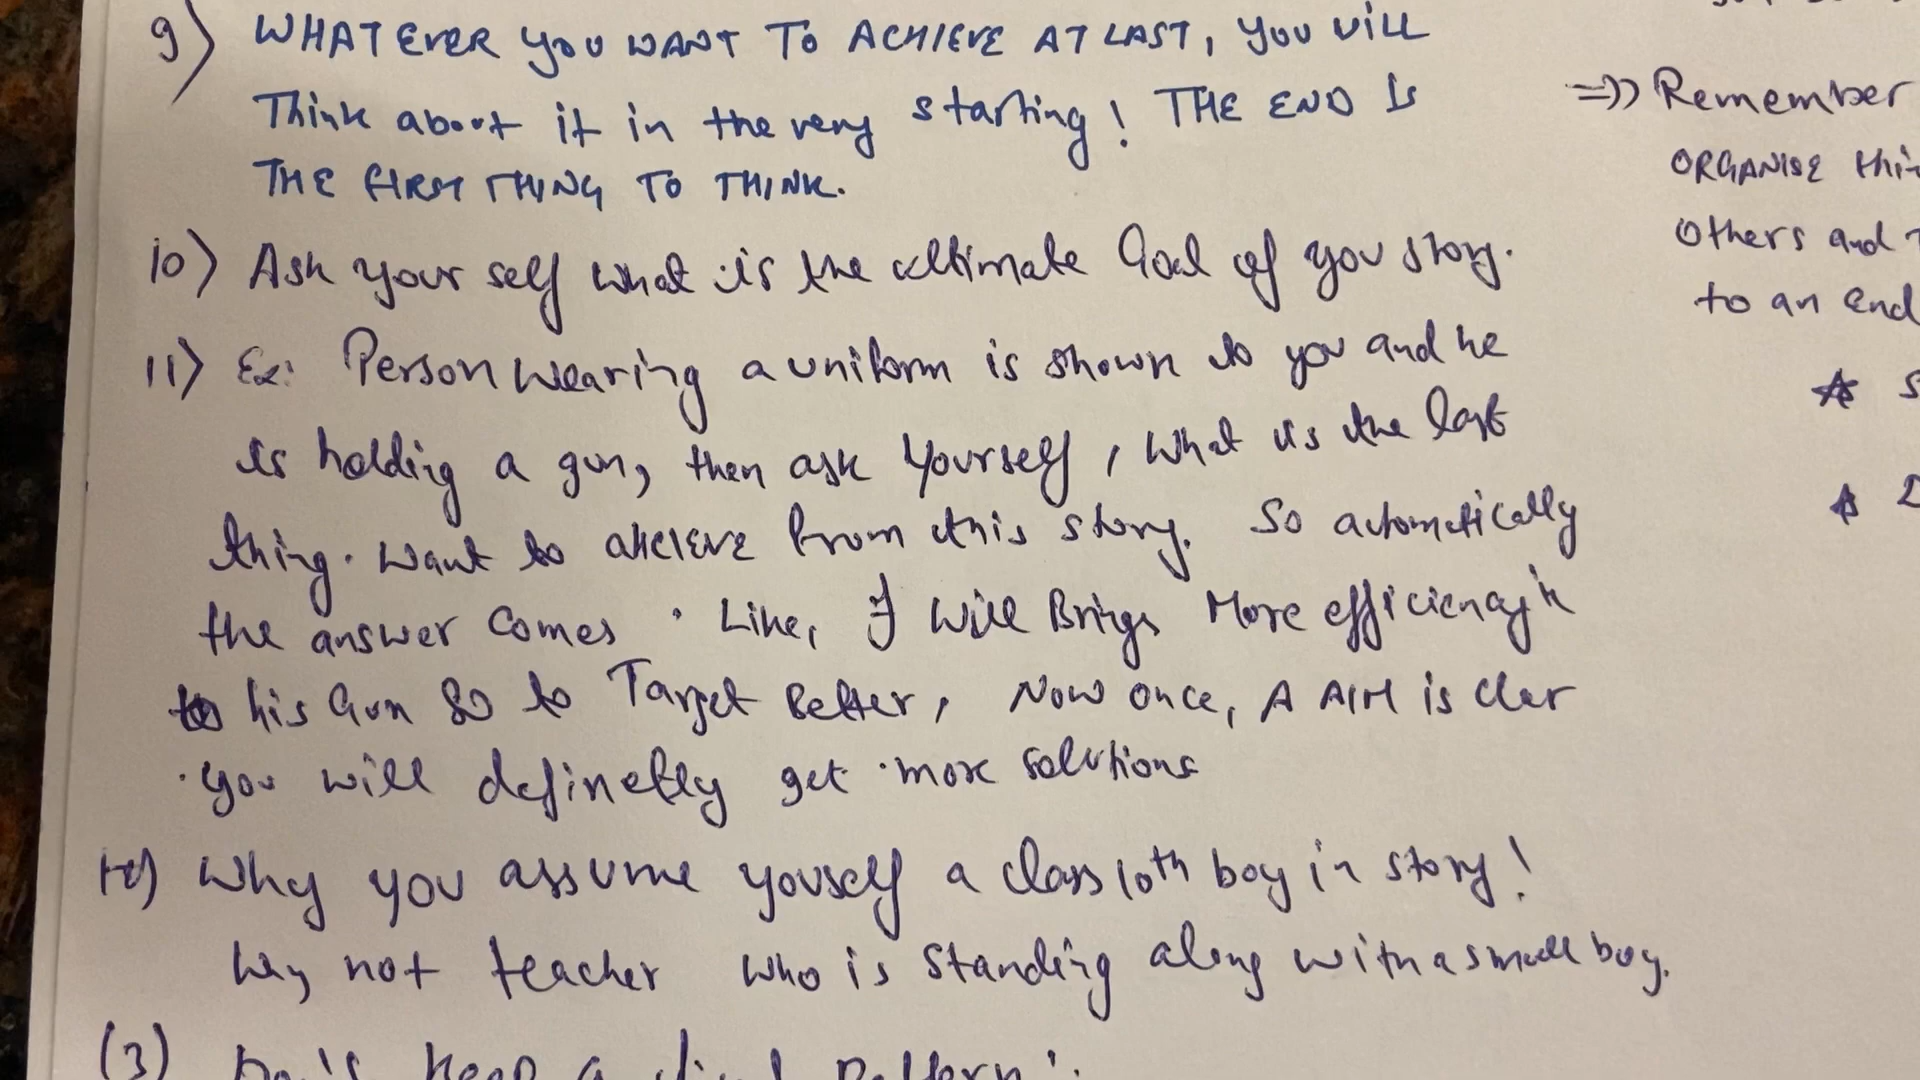 9) WHATEVER YOU WANT TO ACHIEVE AT LAST, YOU WILL
Think about it in the very starting! THE END IS
THE FIRST THING TO THINK.
10) Ask your self what is the ultimate Goal of you story.
11) Ex: Person wearing a uniform is shown to you and he
is holding a gun, then ask yourself, what is the last
thing. Want to from this story. So automatically
the answer comes. Like, I will Brings More efficiency in
his Gun so to Target Better, Now once, A AIM is cler
you will definetly get more solutions
12) Why you assume youself a class 10th boy in story!
Why not teacher who is standing along with a small boy.
(3) Don't keep a Pattern
=>>> Remember
ORGANISE
others and
to an end